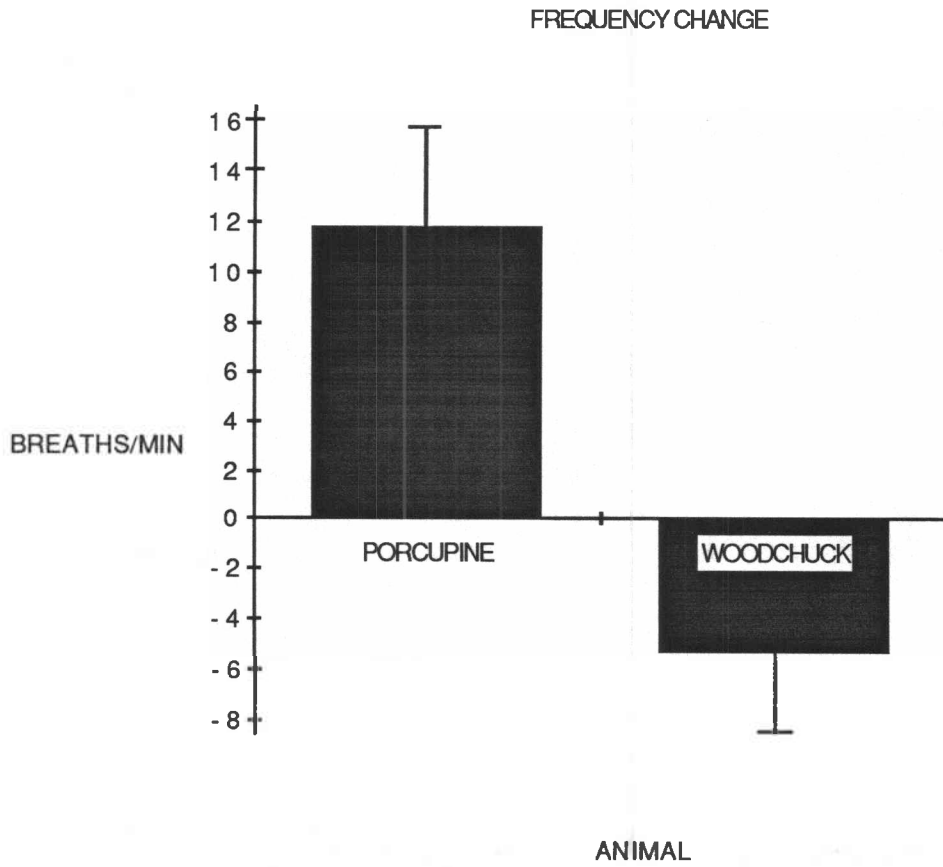 FREQUENCY CHANGE
16
14
12
10
8
6
4
BREATHS/MIN
2
0
PORCUPINE
WOODCHUCK
- 2
- 4
- 6
- 8
ANIMAL